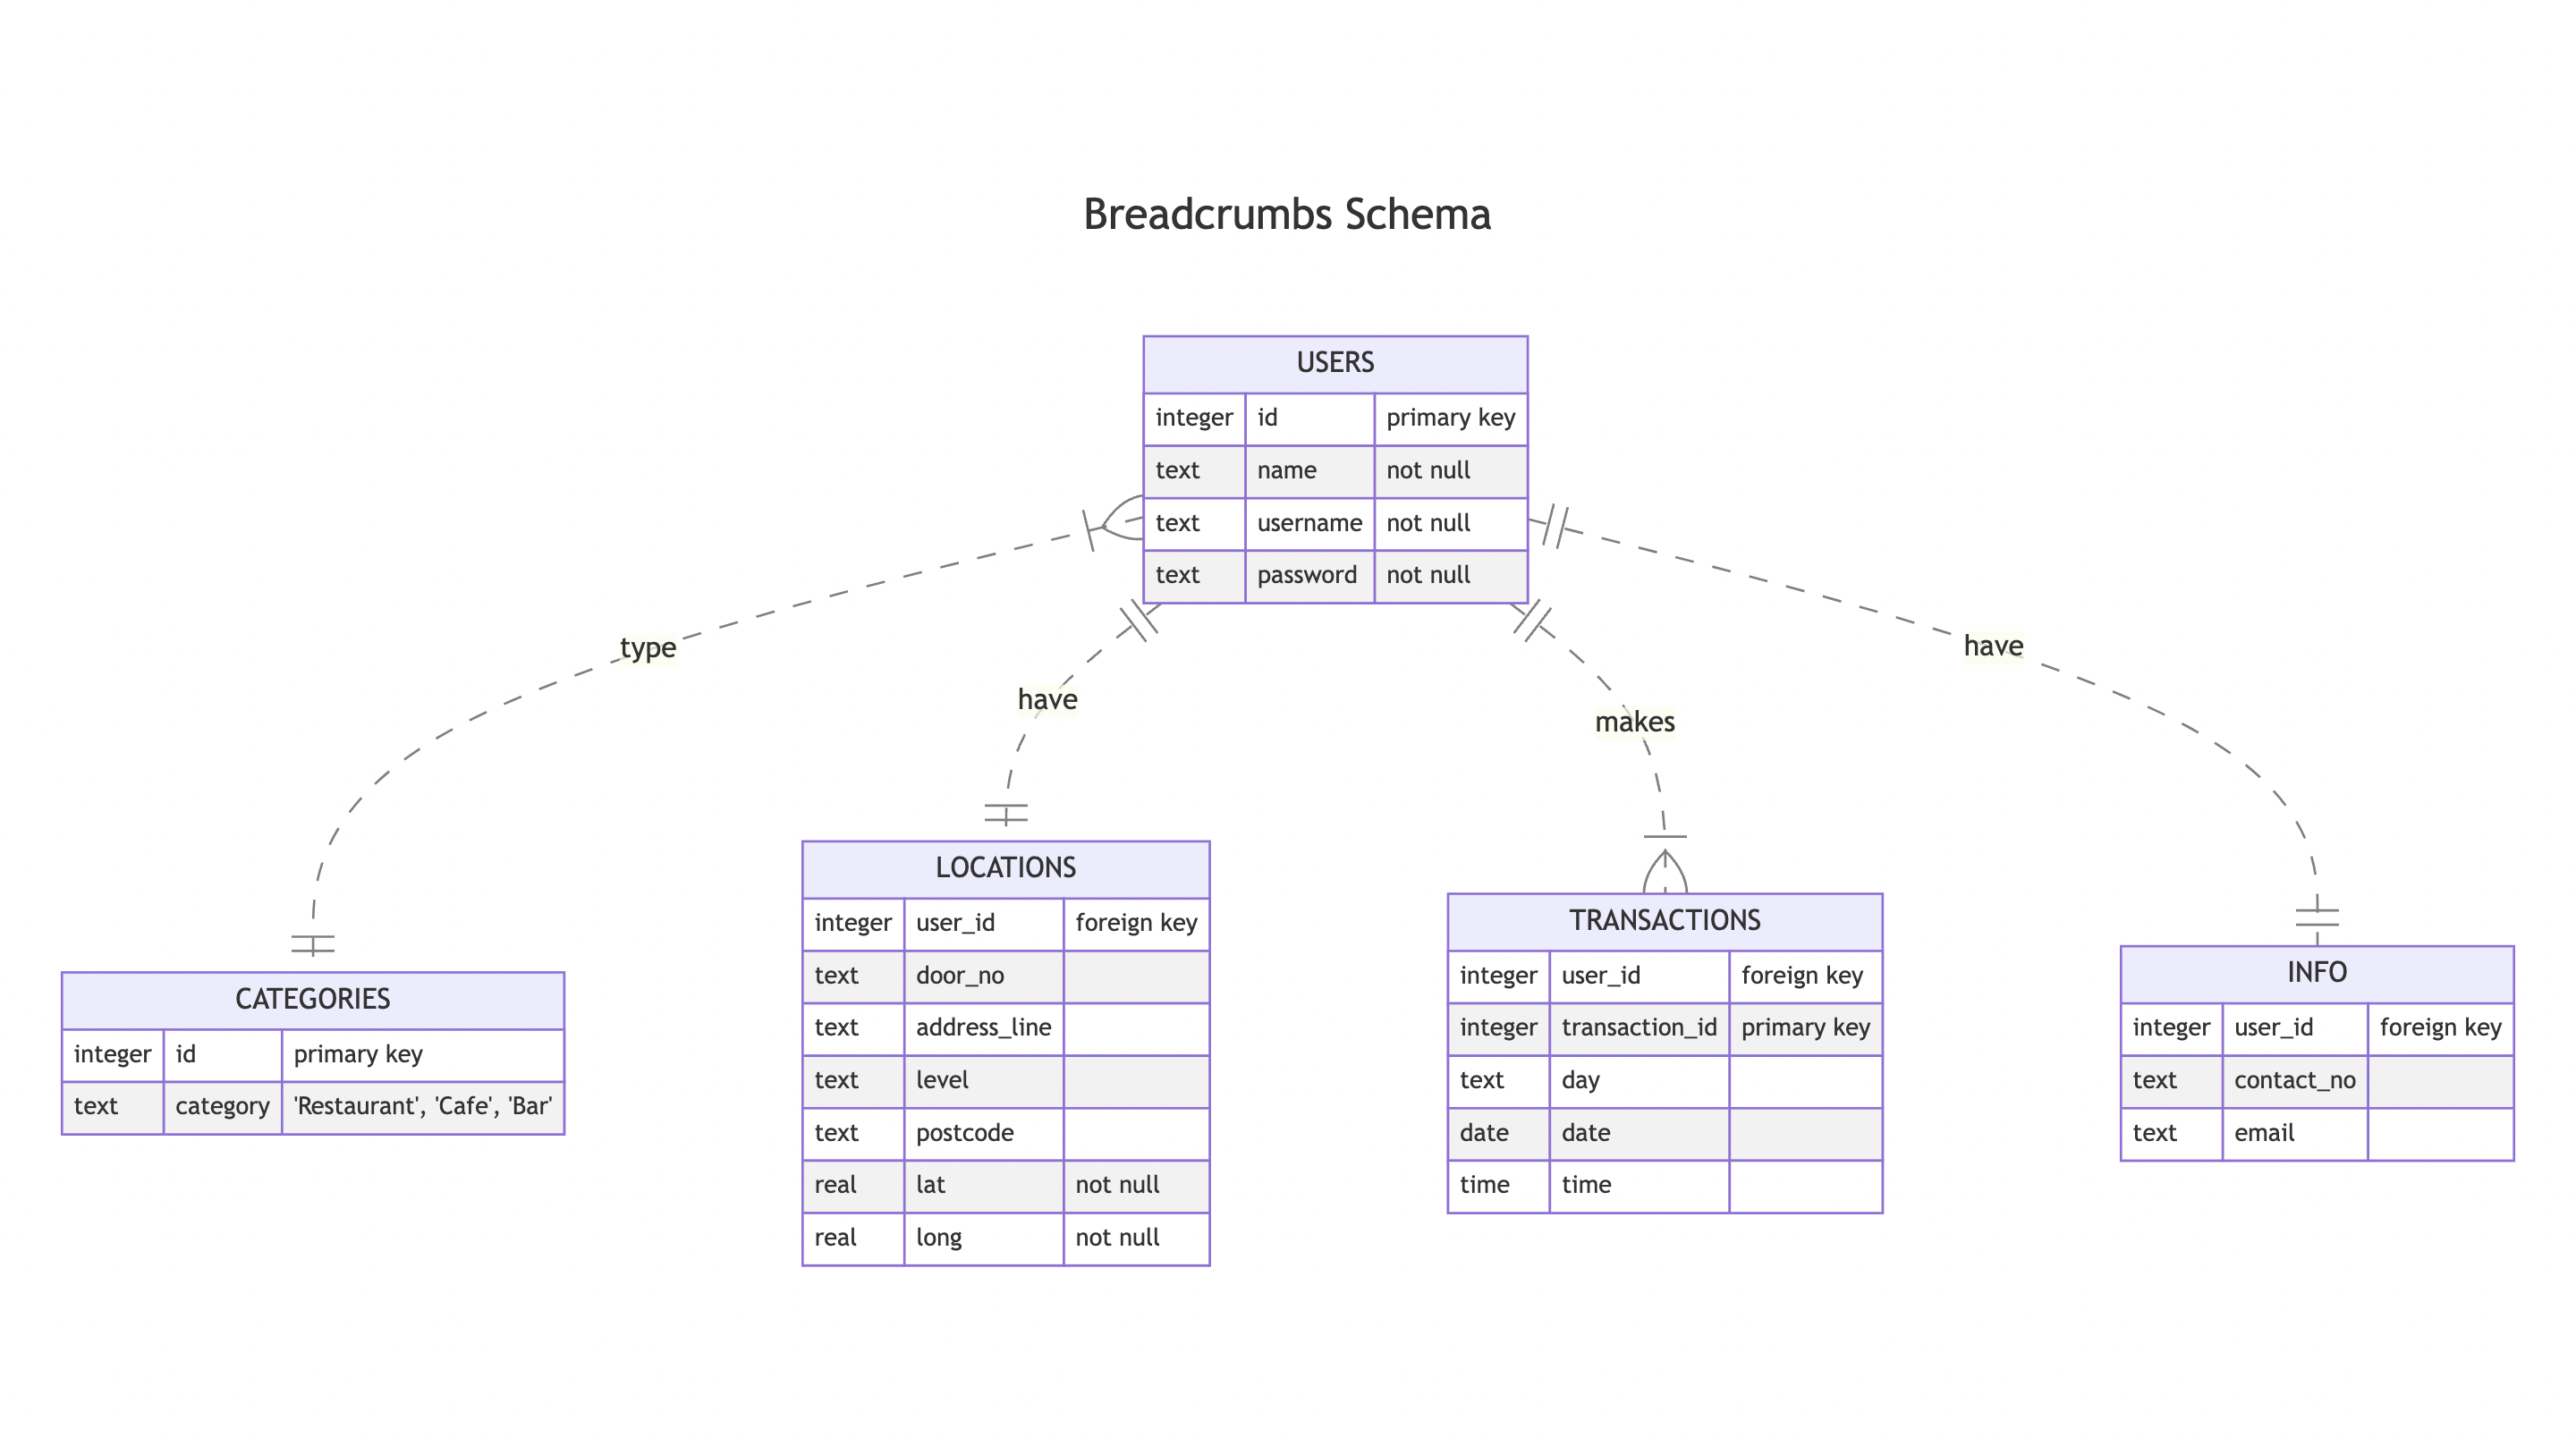 Breadcrumbs Schema
USERS
integer id primary key
text name not null
text username not null
text password not null
type
have
makes
have
CATEGORIES
integer id primary key
text category 'Restaurant', 'Cafe', 'Bar'
LOCATIONS
integer user_id foreign key
text door_no
text address_line
text level
text postcode
real lat not null
real long not null
TRANSACTIONS
integer user_id foreign key
integer transaction_id primary key
text day
date date
time time
INFO
integer user_id foreign key
text contact_no
text email